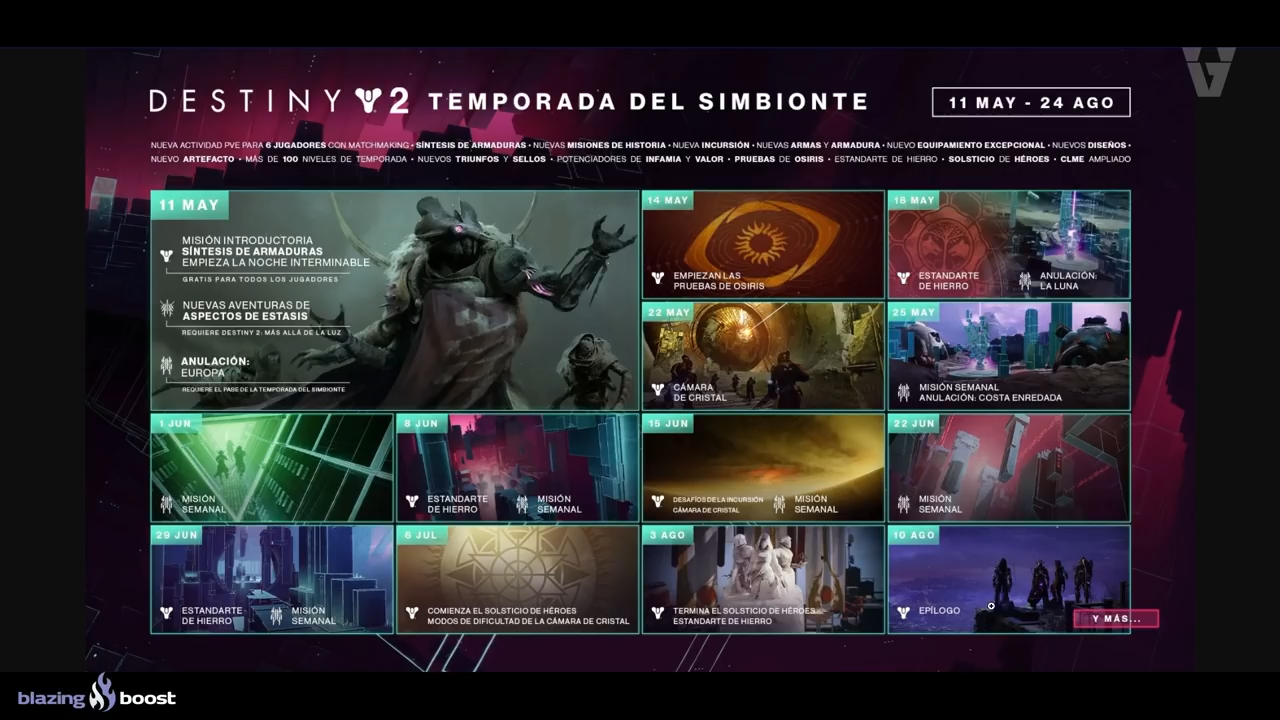 DESTINY 2 TEMPORADA DEL SIMBIONTE
11 MAY - 24 AGO
NUEVA ACTIVIDAD PVE PARA 6 JUGADORES CON MATCHMAKING • SÍNTESIS DE ARMADURAS • NUEVAS MISIONES DE HISTORIA • NUEVA INCURSIÓN • NUEVAS ARMAS Y ARMADURA • NUEVO EQUIPAMIENTO EXCEPCIONAL • NUEVOS DISEÑOS •
NUEVO ARTEFACTO • MÁS DE 100 NIVELES DE TEMPORADA • NUEVOS TRIUNFOS Y SELLOS • POTENCIADORES DE INFAMIA Y VALOR • PRUEBAS DE OSIRIS • ESTANDARTE DE HIERRO • SOLSTICIO DE HÉROES • CLME AMPLIADO
11 MAY
MISIÓN INTRODUCTORIA
SÍNTESIS DE ARMADURAS
EMPIEZA LA NOCHE INTERMINABLE
GRATIS PARA TODOS LOS JUGADORES
NUEVAS AVENTURAS DE
ASPECTOS DE ESTASIS
REQUIERE DESTINY 2: MÁS ALLÁ DE LA LUZ
ANULACIÓN:
EUROPA
REQUIERE EL PASE DE LA TEMPORADA DEL SIMBIONTE
14 MAY
EMPIEZAN LAS
PRUEBAS DE OSIRIS
18 MAY
ESTANDARTE
DE HIERRO
ANULACIÓN:
LA LUNA
22 MAY
CÁMARA
DE CRISTAL
25 MAY
MISIÓN SEMANAL
ANULACIÓN: COSTA ENREDADA
1 JUN
MISIÓN
SEMANAL
8 JUN
ESTANDARTE
DE HIERRO
MISIÓN
SEMANAL
15 JUN
DESAFÍOS DE LA INCURSIÓN
CÁMARA DE CRISTAL
MISIÓN
SEMANAL
22 JUN
MISIÓN
SEMANAL
29 JUN
ESTANDARTE
DE HIERRO
MISIÓN
SEMANAL
6 JUL
COMIENZA EL SOLSTICIO DE HÉROES
MODOS DE DIFICULTAD DE LA CÁMARA DE CRISTAL
3 AGO
TERMINA EL SOLSTICIO DE HÉROES
ESTANDARTE DE HIERRO
10 AGO
EPÍLOGO
Y MÁS...
blazing boost